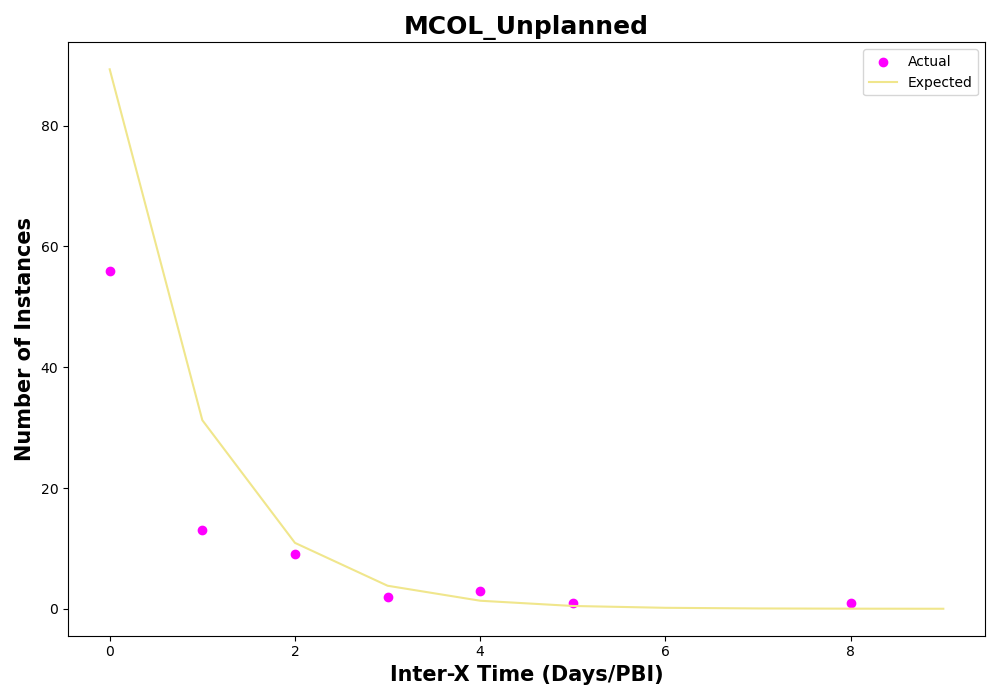 MCOL_Unplanned
Actual
Expected
Number of Instances
80
60
40
20
0
0 2 4 6 8
Inter-X Time (Days/PBI)